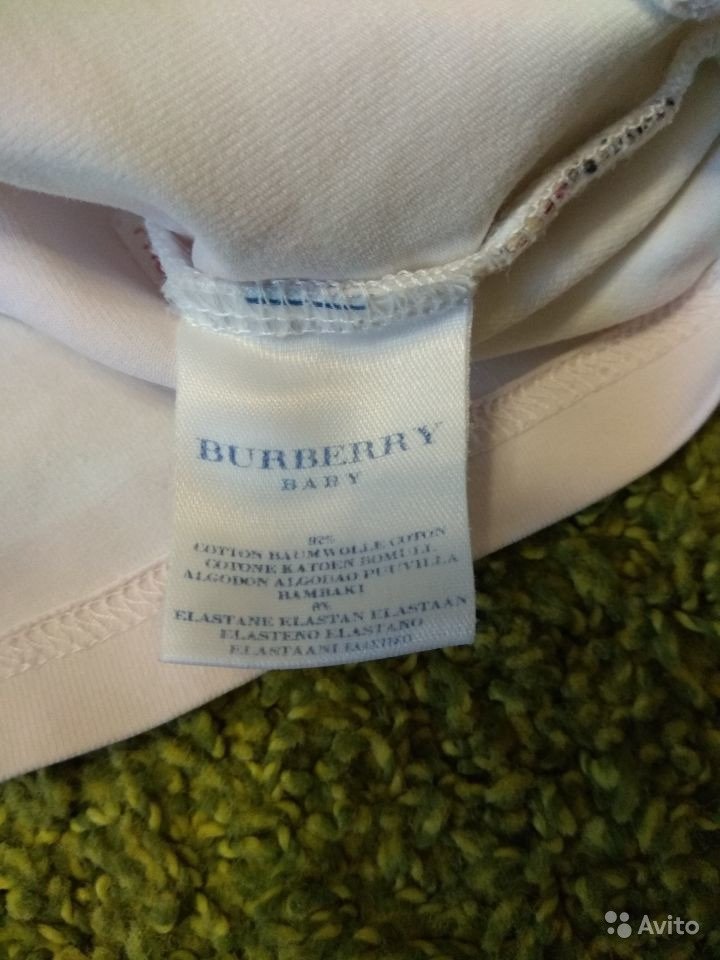 BURBERRY
BABY
92%
COTTON BAUMWOLLE COTON
COTONE KATOEN BOMULL
ALGODON ALGODAO PUUVILLA
BAMBAKI
8%
ELASTANE ELASTAN ELASTAAN
ELASTENO ELASTANO
ELASTAANI
Avito